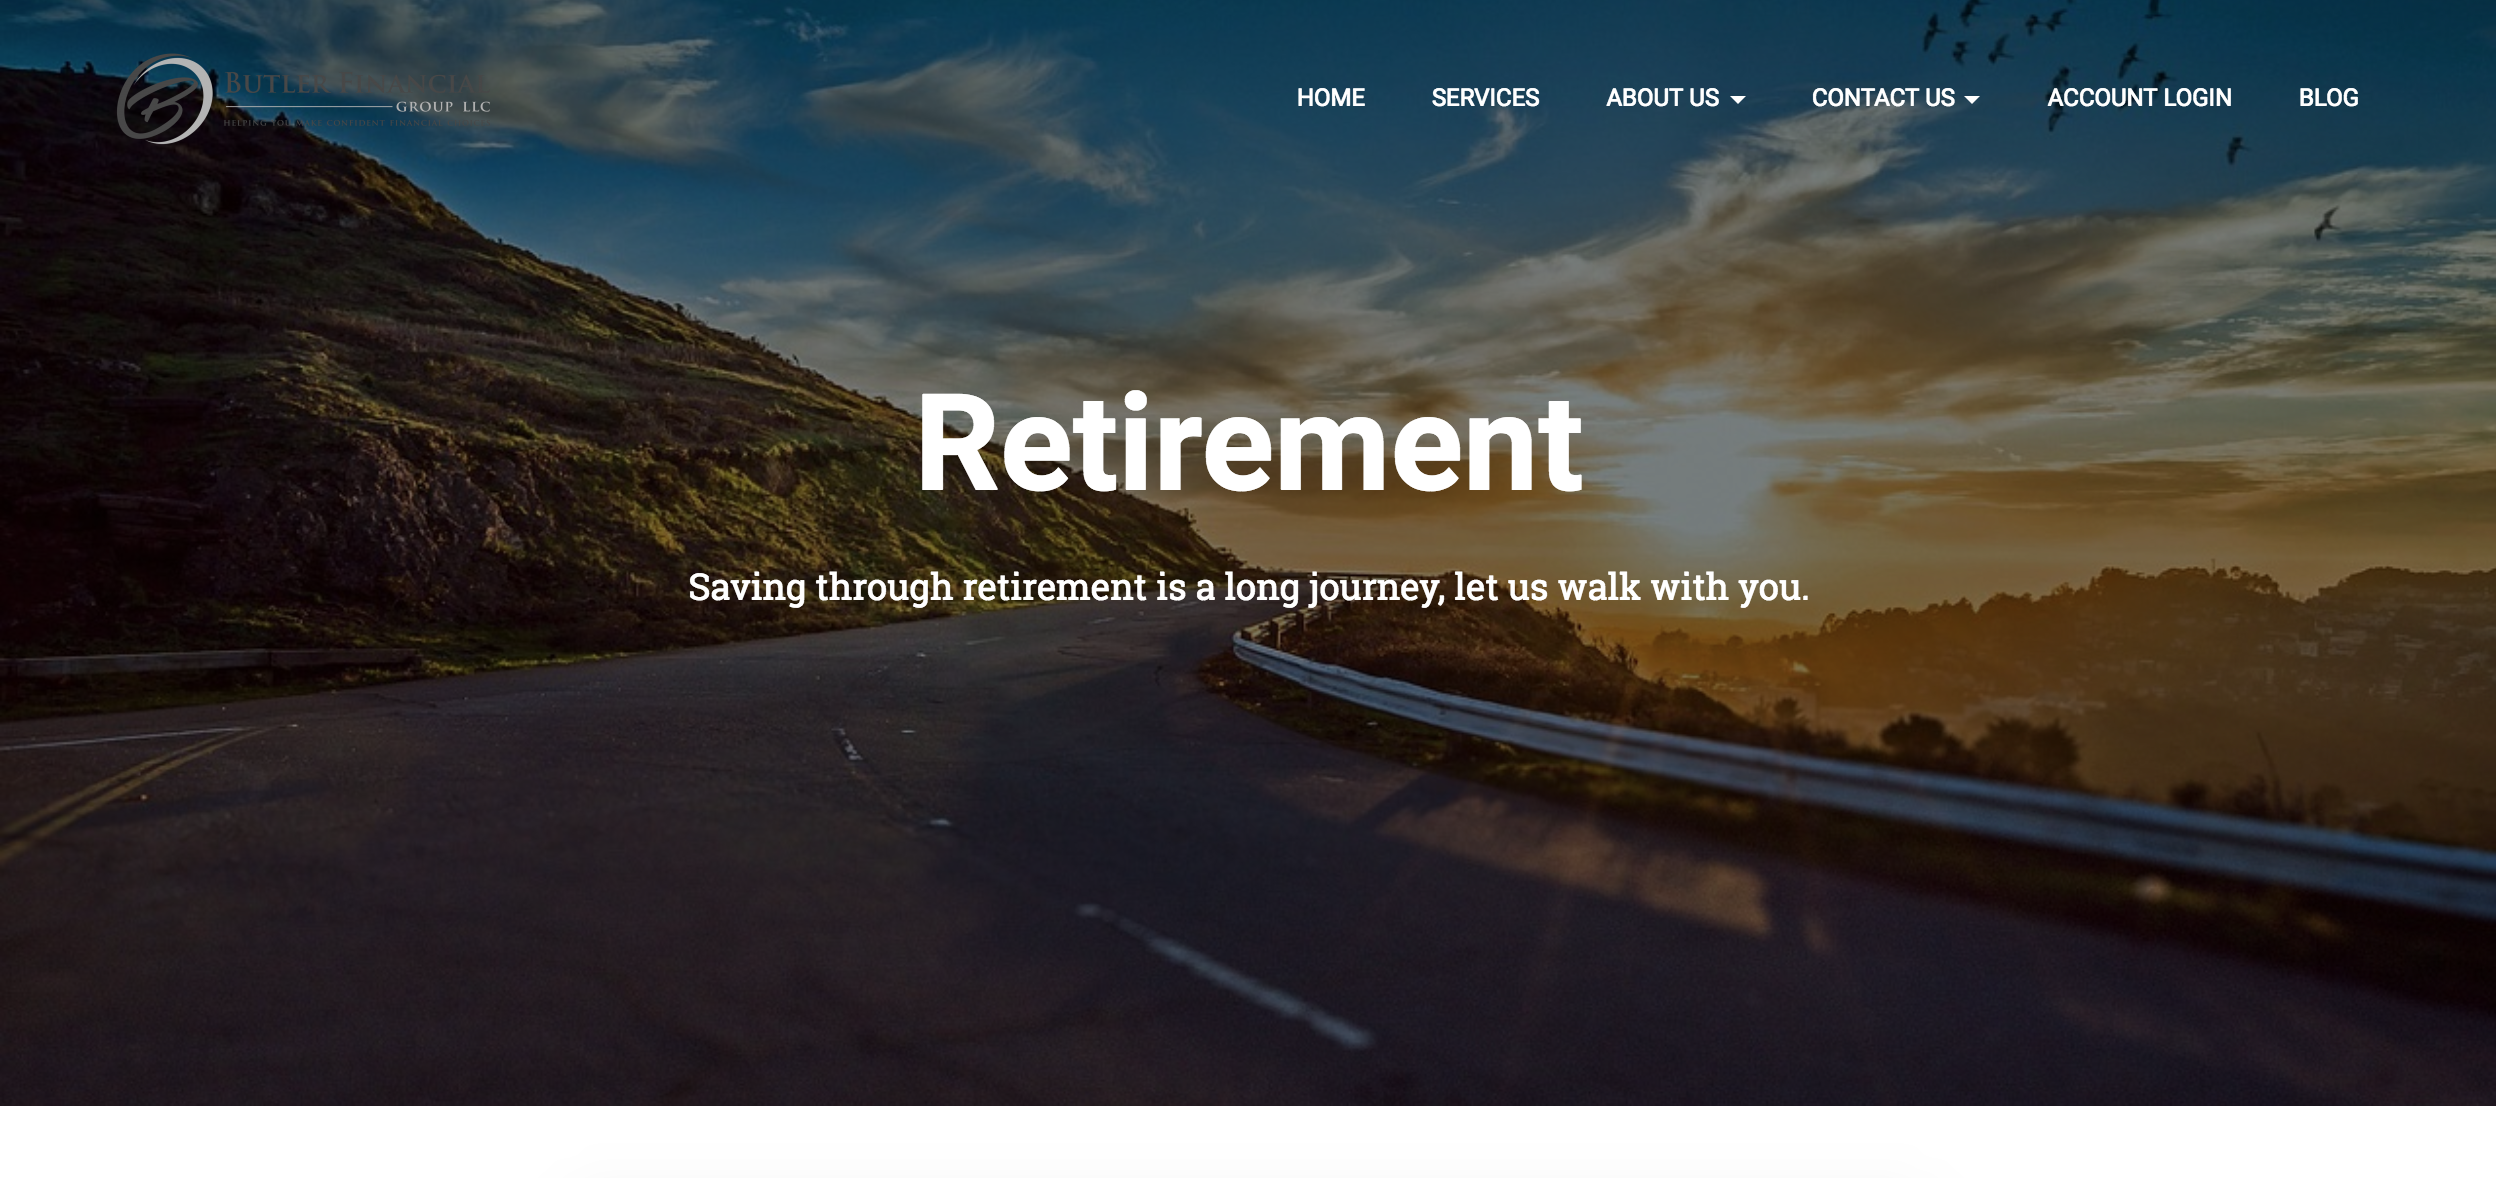 BUTLER FINANCIAL
GROUP LLC
HELPING YOU MAKE CONFIDENT FINANCIAL
HOME SERVICES ABOUT US CONTACT US ACCOUNT LOGIN BLOG
Retirement
Saving through retirement is a long journey, let us walk with you.